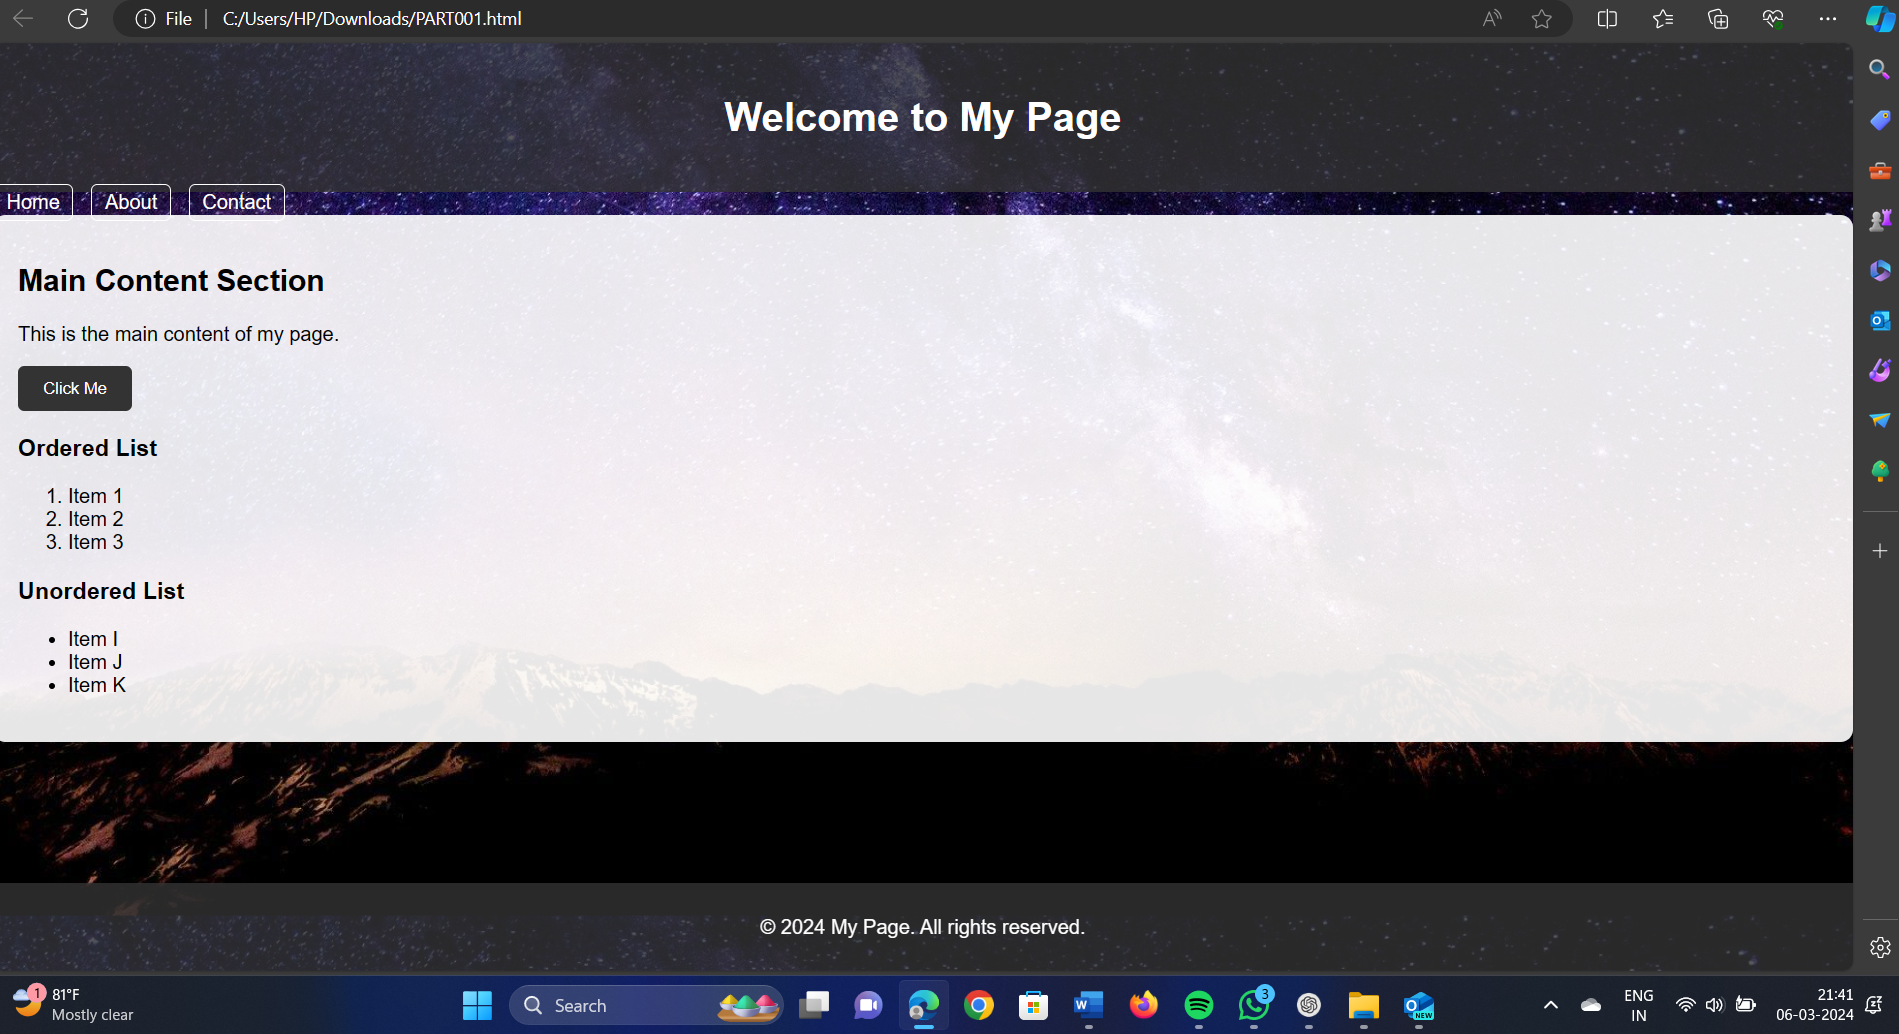 File C:/Users/HP/Downloads/PART001.html
Welcome to My Page
Home About Contact
Main Content Section
This is the main content of my page.
Click Me
Ordered List
1. Item 1
2. Item 2
3. Item 3
Unordered List
• Item I
• Item J
• Item K
© 2024 My Page. All rights reserved.
1
81°F
Mostly clear
Search
W
3
NEW
ENG
IN
21:41
06-03-2024